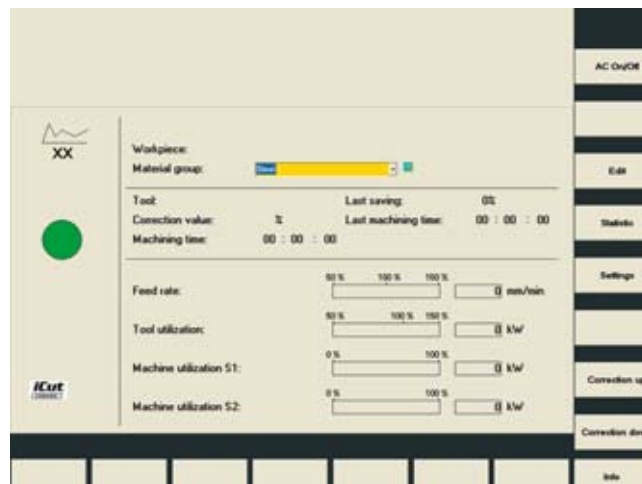 AC On/Off
XX
Workpiece:
Material group: Steel
Edit
Tool: Last saving: 0%
Correction value: % Last machining time: 00 : 00 : 00
Machining time: 00 : 00 : 00
Statistic
Settings
50 % 100 % 150 %
Feed rate: 0 mm/min
50 % 100 % 150 %
Tool utilization: 0 kW
0 % 100 %
Machine utilization S1: 0 kW
0 % 100 %
Machine utilization S2: 0 kW
iCut
Correction up
Correction do
Info